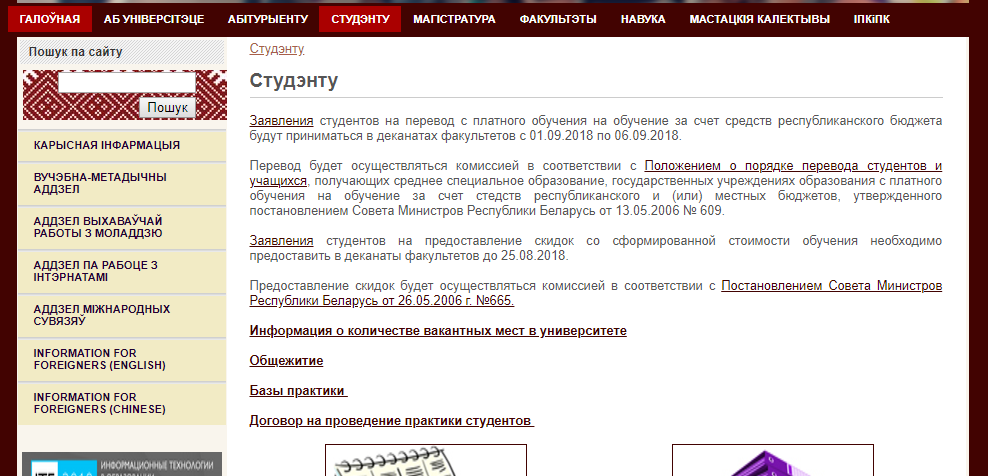 ГАЛОЎНАЯ АБ УНІВЕРСІТЭЦЕ АБІТУРЫЕНТУ СТУДЭНТУ МАГІСТРАТУРА ФАКУЛЬТЭТЫ НАВУКА МАСТАЦКІЯ КАЛЕКТЫВЫ ІПКіПК
Пошук па сайту
Пошук
КАРЫСНАЯ ІНФАРМАЦЫЯ
ВУЧЭБНА-МЕТАДЫЧНЫ
АДДЗЕЛ
АДДЗЕЛ ВЫХАВАЎЧАЙ
РАБОТЫ З МОЛАДДЗЮ
АДДЗЕЛ ПА РАБОЦЕ З
ІНТЭРНАТАМІ
АДДЗЕЛ МІЖНАРОДНЫХ
СУВЯЗЯЎ
INFORMATION FOR
FOREIGNERS (ENGLISH)
INFORMATION FOR
FOREIGNERS (CHINESE)
ИНФОРМАЦИОННЫЕ ТЕХНОЛОГИИ
Студэнту
Студэнту
Заявления студентов на перевод с платного обучения на обучение за счет средств республиканского бюджета
будут приниматься в деканатах факультетов с 01.09.2018 по 06.09.2018.
Перевод будет осуществляться комиссией в соответствии с Положением о порядке перевода студентов и
учащихся, получающих среднее специальное образование, государственных учреждениях образования с платного
обучения на обучение за счет стедств республиканского и (или) местных бюджетов, утвержденного
постановлением Совета Министров Республики Беларусь от 13.05.2006 № 609.
Заявления студентов на предоставление скидок со сформированной стоимости обучения необходимо
предоставить в деканаты факультетов до 25.08.2018.
Предоставление скидок будет осуществляться комиссией в соответствии с Постановлением Совета Министров
Республики Беларусь от 26.05.2006 г. №665.
Информация о количестве вакантных мест в университете
Общежитие
Базы практики
Договор на проведение практики студентов